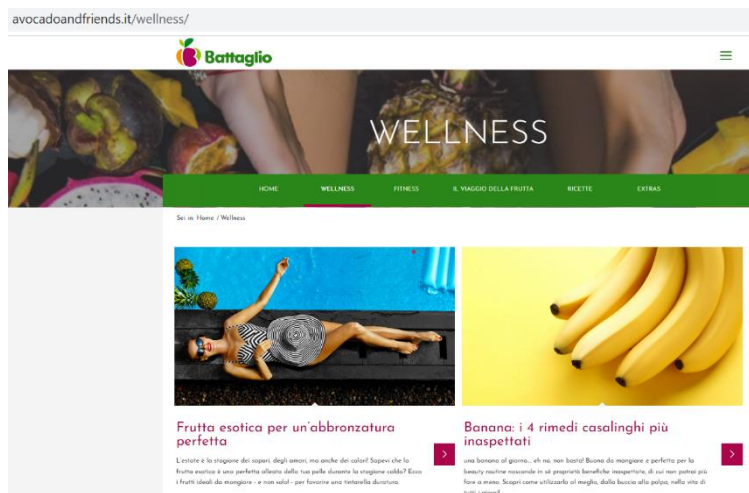 avocadoandfriends.it/wellness/
Battaglio
WELLNESS
HOME WELLNESS FITNESS IL VIAGGIO DELLA FRUTTA RICETTE EXTRAS
Sei in: Home / Wellness
Frutta esotica per un'abbronzatura
perfetta
L'estate è la stagione dei sapori, degli amori, ma anche dei colori! Sapevi che la
frutta esotica è una perfetta alleata della tua pelle durante la stagione calda? Ecco
i frutti ideali da mangiare - e non solo! - per favorire una tintarella duratura.
Banana: i 4 rimedi casalinghi più
inaspettati
una banana al giorno... eh no, non basta! Buona da mangiare e perfetta per la
beauty routine nasconde in sé proprietà benefiche inaspettate, di cui non potrai più
fare a meno. Scopri come utilizzarla al meglio, dalla buccia alla polpa, nella vita di
tutti i giorni!